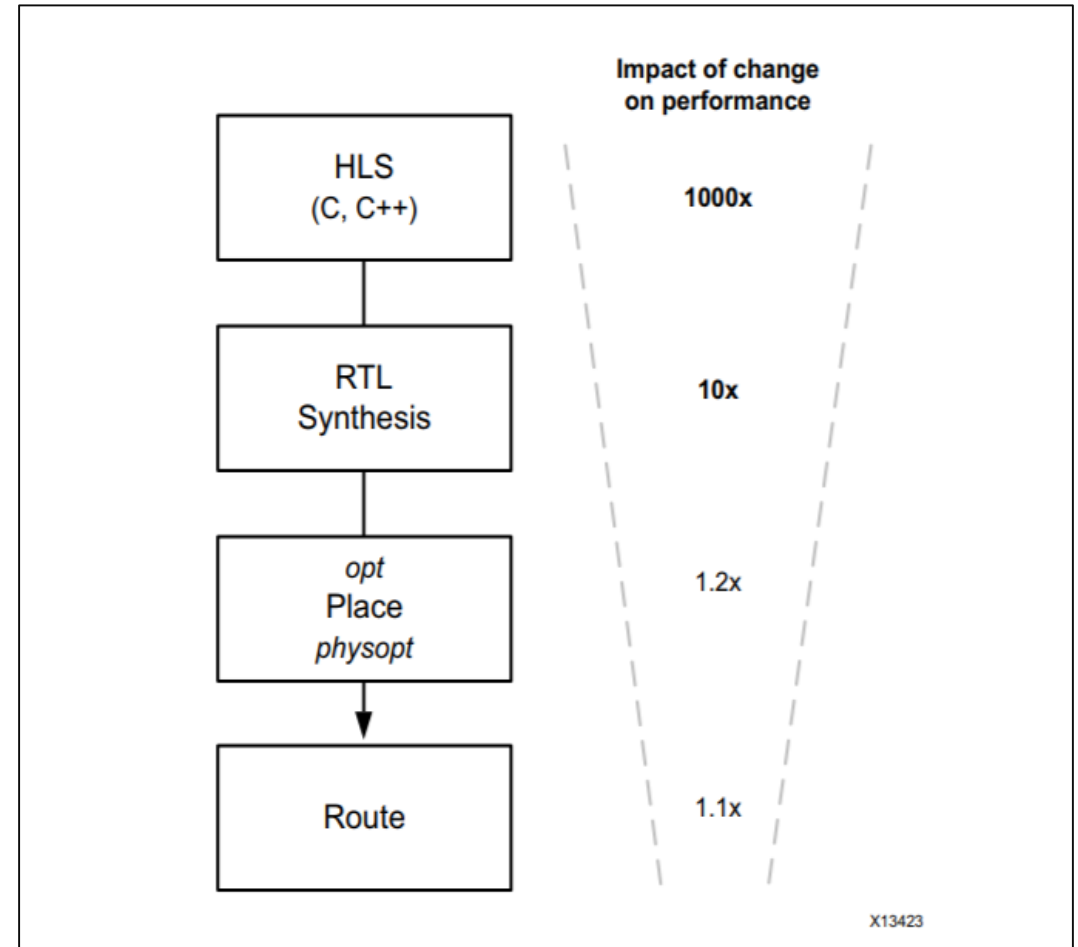 Impact of change
on performance
HLS
(C, C++)
1000x
RTL
Synthesis
10x
opt
Place
physopt
1.2x
Route
1.1x
X13423